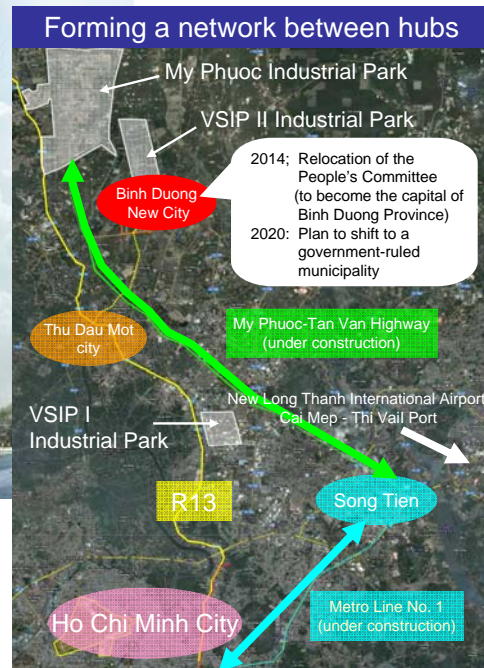 Forming a network between hubs
My Phuoc Industrial Park
VSIP II Industrial Park
2014; Relocation of the
People's Committee
(to become the capital of
Binh Duong Province)
2020: Plan to shift to a
government-ruled
municipality
Binh Duong
New City
Thu Dau Mot
city
My Phuoc-Tan Van Highway
(under construction)
New Long Thanh International Airport
Cai Mep - Thi Vail Port
VSIP I
Industrial Park
R13
Song Tien
Ho Chi Minh City
Metro Line No. 1
(under construction)